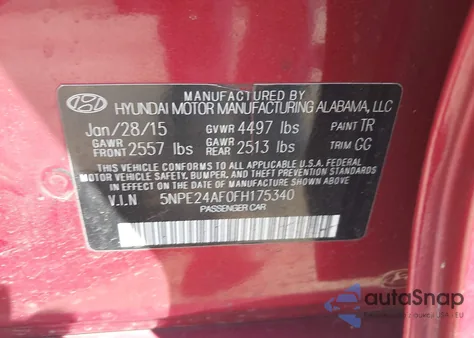 MANUFACTURED BY
HYUNDAI MOTOR MANUFACTURING ALABAMA, LLC
Jan/28/15 GVWR 4497 lbs PAINT TR
GAWR FRONT 2557 lbs GAWR REAR 2513 lbs TRIM GG
THIS VEHICLE CONFORMS TO ALL APPLICABLE U.S.A. FEDERAL
MOTOR VEHICLE SAFETY, BUMPER, AND THEFT PREVENTION STANDARDS
IN EFFECT ON THE DATE OF MANUFACTURE SHOWN ABOVE.
V.I.N 5NPE24AF0FH175340
PASSENGER CAR
autoSnap